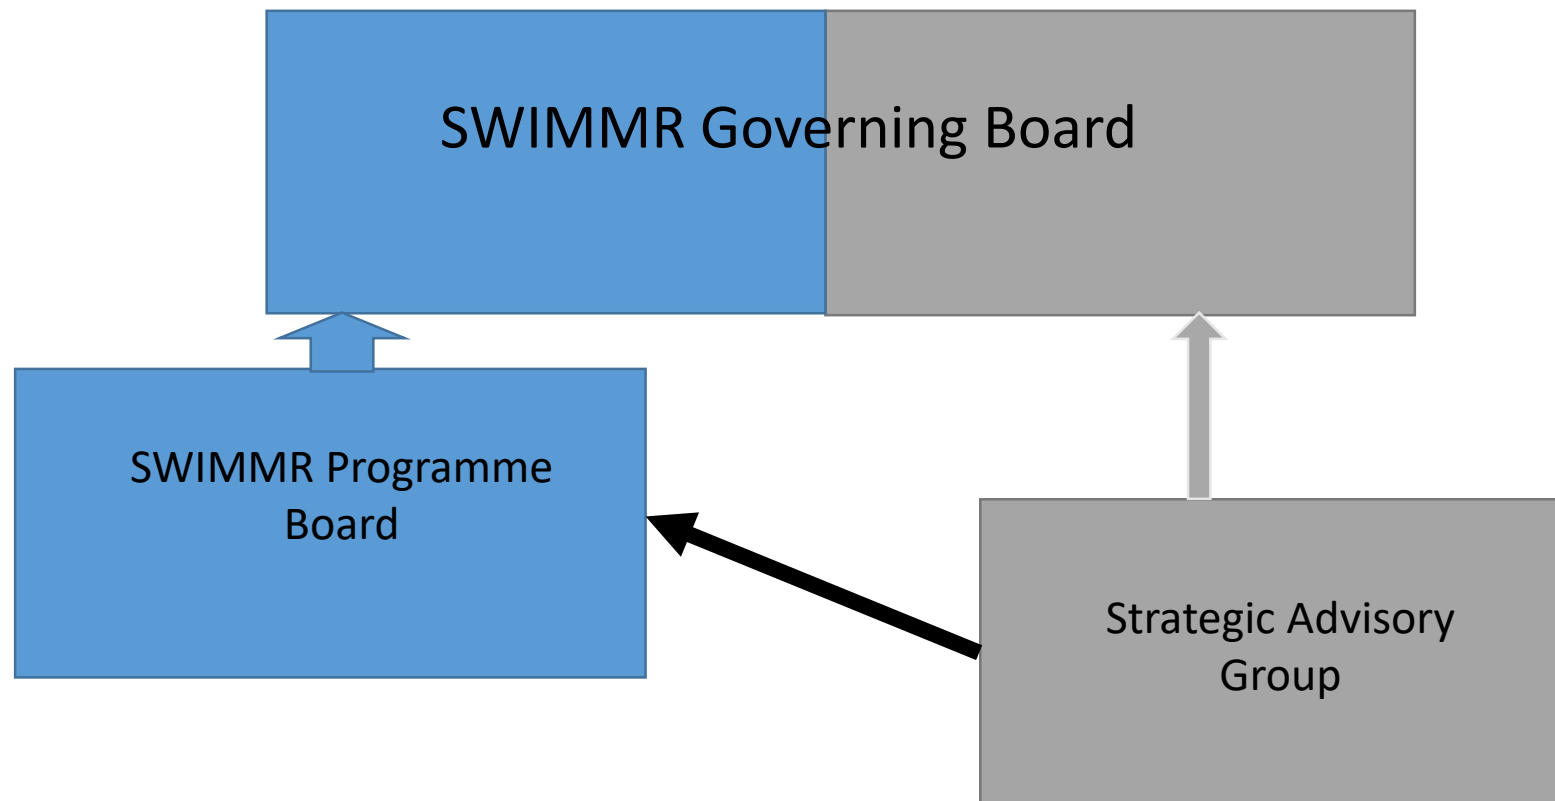 SWIMMR Governing Board
SWIMMR Programme
Board
Strategic Advisory
Group